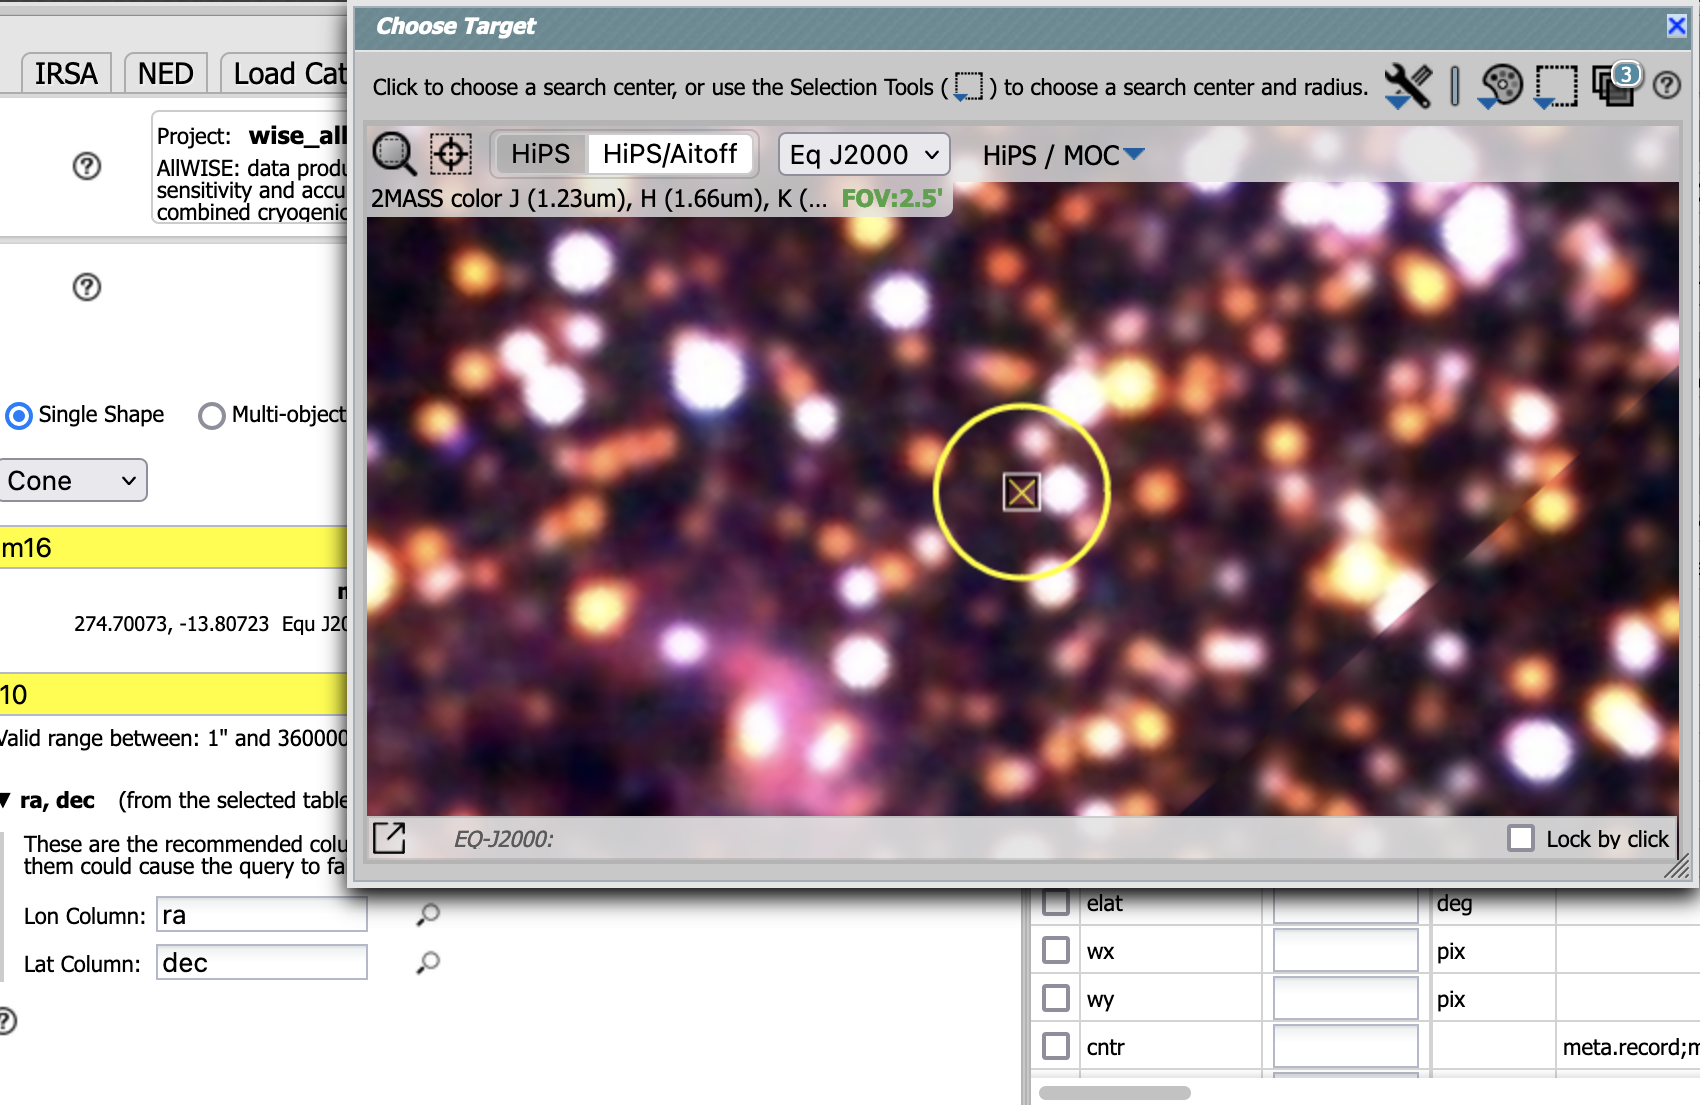 Choose Target
Click to choose a search center, or use the Selection Tools ( ) to choose a search center and radius.
3
HiPS HiPS/Aitoff Eq J2000 HiPS / MOC
2MASS color J (1.23um), H (1.66um), K (... FOV:2.5'
EQ-J2000: Lock by click
IRSA NED Load Cat
Project: wise_all
AllWISE: data produ
sensitivity and accu
combined cryogenic
Single Shape Multi-object
Cone
m16
274.70073, -13.80723 Equ J20
10
Valid range between: 1" and 360000
ra, dec (from the selected table
These are the recommended colu
them could cause the query to fa
Lon Column: ra
Lat Column: dec
elat deg
wx pix
wy pix
cntr meta.record;m